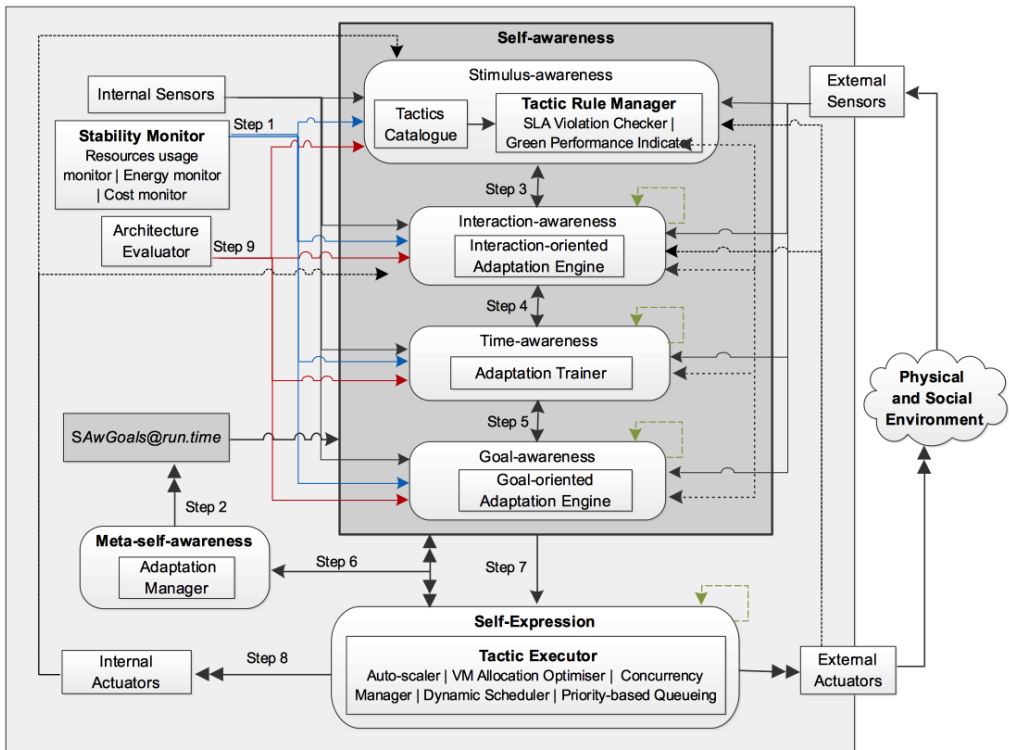 Self-awareness
Stimulus-awareness
Tactics
Catalogue
Tactic Rule Manager
SLA Violation Checker |
Green Performance Indicator
Internal Sensors
Stability Monitor
Resources usage
monitor | Energy monitor
| Cost monitor
Step 1
Architecture
Evaluator
Step 9
External
Sensors
Step 3
Interaction-awareness
Interaction-oriented
Adaptation Engine
Step 4
Time-awareness
Adaptation Trainer
Step 5
Goal-awareness
Goal-oriented
Adaptation Engine
Physical
and Social
Environment
SAwGoals@run.time
Step 2
Meta-self-awareness
Adaptation
Manager
Step 6
Step 7
Self-Expression
Tactic Executor
Auto-scaler | VM Allocation Optimiser | Concurrency
Manager | Dynamic Scheduler | Priority-based Queueing
Step 8
Internal
Actuators
External
Actuators